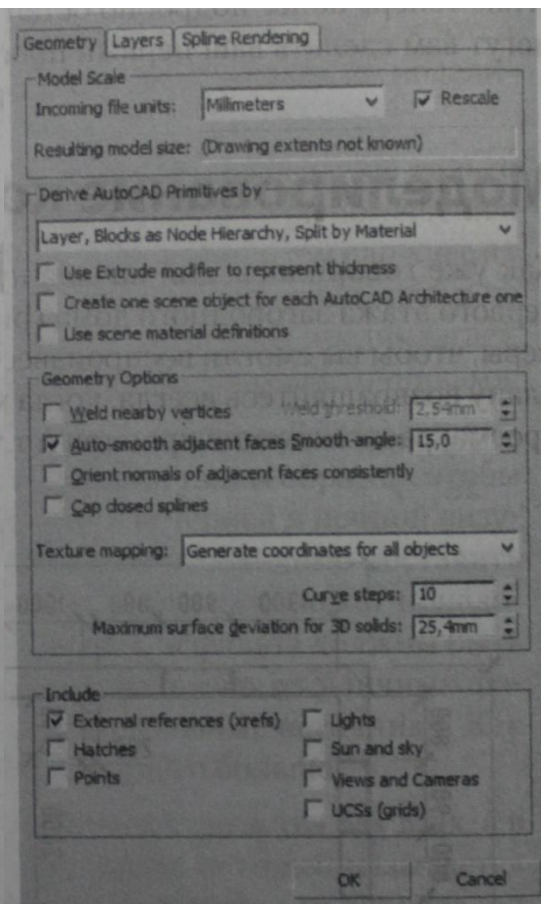 Geometry Layers Spline Rendering
Model Scale
Incoming file units: Millimeters Rescale
Resulting model size: (Drawing extents not known)
Derive AutoCAD Primitives by
Layer, Blocks as Node Hierarchy, Split by Material
Use Extrude modifier to represent thickness
Create one scene object for each AutoCAD Architecture one
Use scene material definitions
Geometry Options
Weld nearby vertices Weld threshold: 2,54mm
Auto-smooth adjacent faces Smooth-angle: 15,0
Orient normals of adjacent faces consistently
Cap closed splines
Texture mapping: Generate coordinates for all objects
Curve steps: 10
Maximum surface deviation for 3D solids: 25,4mm
Include
External references (xrefs) Lights
Hatches Sun and sky
Points Views and Cameras
UCSs (grids)
OK Cancel